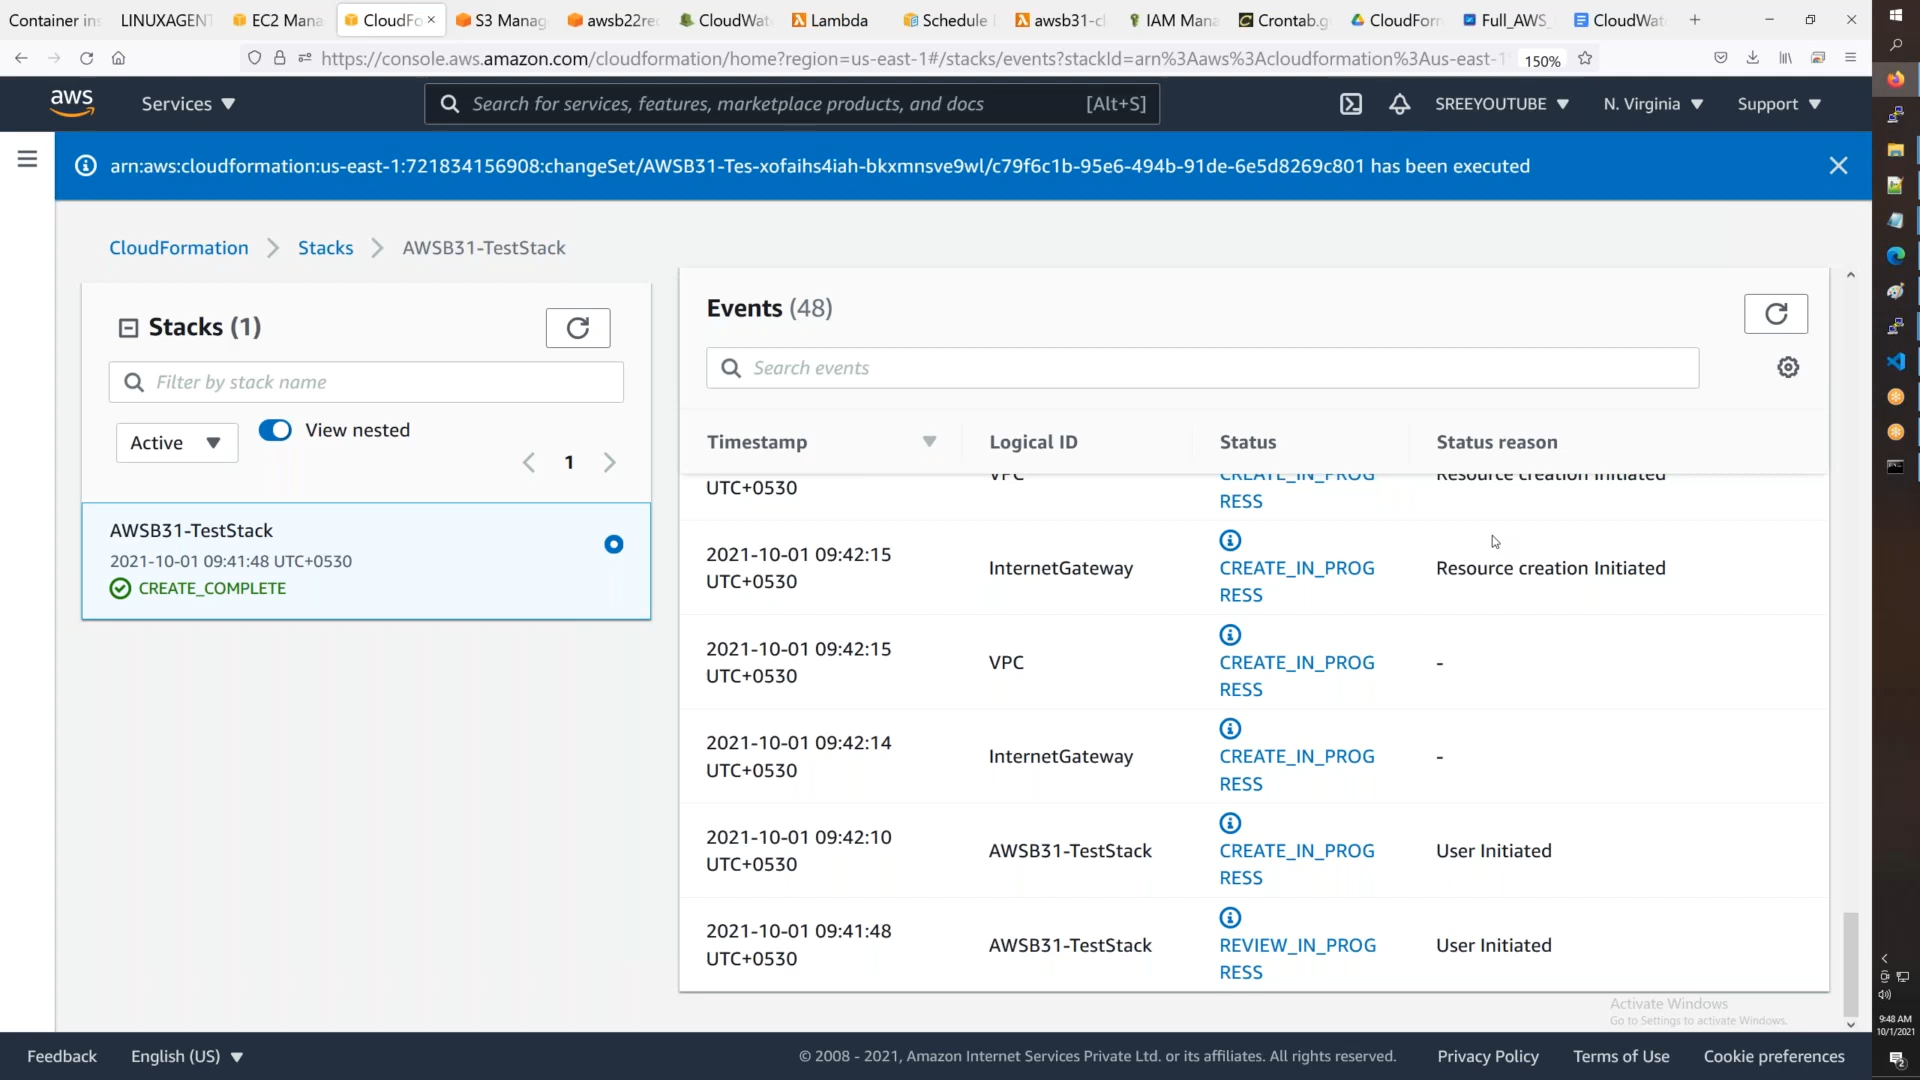 Container in
LINUXAGENT
EC2 Mana
CloudFo
S3 Manag
awsb22re
CloudWat
Lambda
Schedule
awsb31-c
IAM Mana
Crontab.g
CloudForm
Full_AWS_
CloudWat
https://console.aws.amazon.com/cloudformation/home?region=us-east-1#/stacks/events?stackId=arn%3Aaws%3Acloudformation%3Aus-east-1
150%
aws
Services
Search for services, features, marketplace products, and docs
[Alt+S]
SREEYOUTUBE
N. Virginia
Support
arn:aws:cloudformation:us-east-1:721834156908:changeSet/AWSB31-Tes-xofaihs4iah-bkxmnsve9wl/c79f6c1b-95e6-494b-91de-6e5d8269c801 has been executed
CloudFormation
Stacks
AWSB31-TestStack
Stacks (1)
Filter by stack name
Active
View nested
1
AWSB31-TestStack
2021-10-01 09:41:48 UTC+0530
CREATE_COMPLETE
Events (48)
Search events
Timestamp Logical ID Status Status reason
UTC+0530
VPC
CREATE_IN_PROG
RESS
Resource creation Initiated
2021-10-01 09:42:15
UTC+0530
InternetGateway
CREATE_IN_PROG
RESS
Resource creation Initiated
2021-10-01 09:42:15
UTC+0530
VPC
CREATE_IN_PROG
RESS
-
2021-10-01 09:42:14
UTC+0530
InternetGateway
CREATE_IN_PROG
RESS
-
2021-10-01 09:42:10
UTC+0530
AWSB31-TestStack
CREATE_IN_PROG
RESS
User Initiated
2021-10-01 09:41:48
UTC+0530
AWSB31-TestStack
REVIEW_IN_PROG
RESS
User Initiated
Activate Windows
Go to Settings to activate Windows.
Feedback
English (US)
© 2008 - 2021, Amazon Internet Services Private Ltd. or its affiliates. All rights reserved.
Privacy Policy
Terms of Use
Cookie preferences
9:48 AM
10/1/2021
2